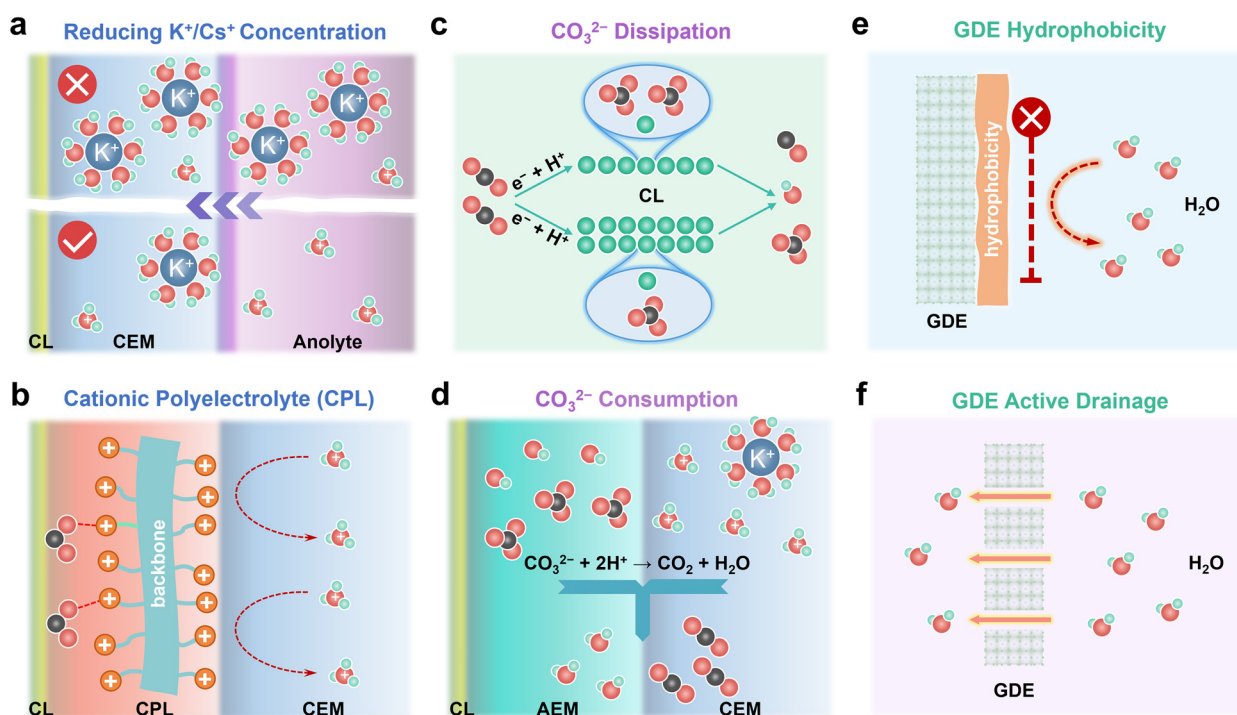 a
Reducing K⁺/Cs⁺ Concentration
K⁺
K⁺
K⁺
K⁺
+
+
K⁺
+
+
+
+
CL
CEM
Anolyte
b
Cationic Polyelectrolyte (CPL)
+
+
+
+
+
+
+
+
+
+
+
+
+
+
backbone
+
+
+
+
CL
CPL
CEM
c
CO₃²⁻ Dissipation
e⁻ + H⁺
CL
e⁻ + H⁺
d
CO₃²⁻ Consumption
K⁺
+
+
+
+
CO₃²⁻ + 2H⁺ → CO₂ + H₂O
CL
AEM
CEM
e
GDE Hydrophobicity
hydrophobicity
H₂O
GDE
f
GDE Active Drainage
H₂O
GDE